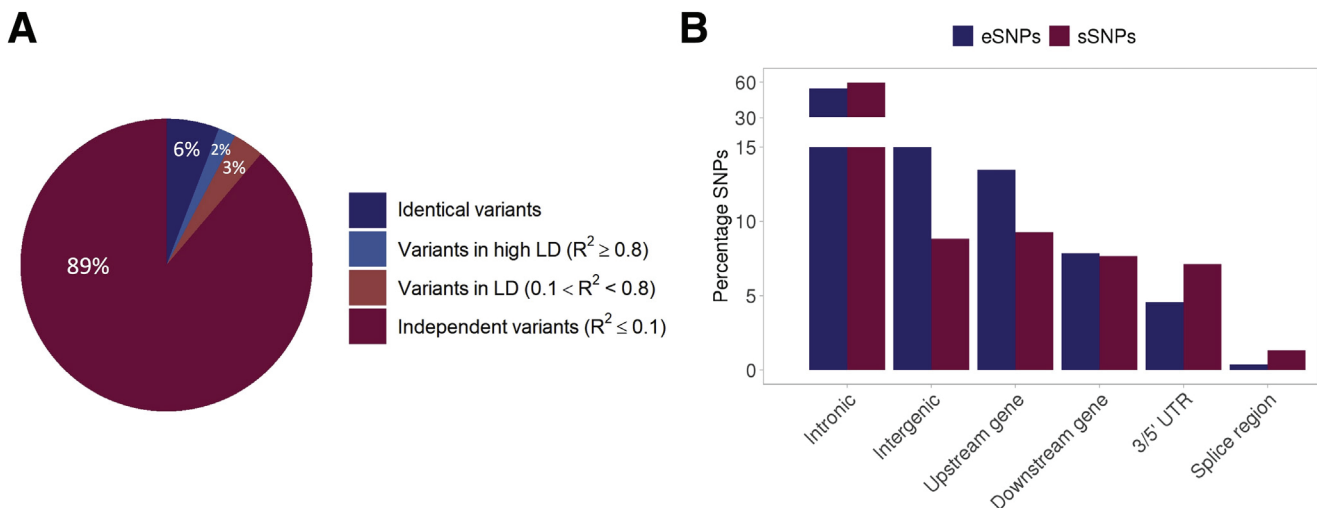 A
6%
2%
3%
89%
Identical variants
Variants in high LD (R² ≥ 0.8)
Variants in LD (0.1 < R² < 0.8)
Independent variants (R² ≤ 0.1)
B
eSNPs
sSNPs
Percentage SNPs
60
30
15
10
5
0
Intronic
Intergenic
Upstream gene
Downstream gene
3/5' UTR
Splice region